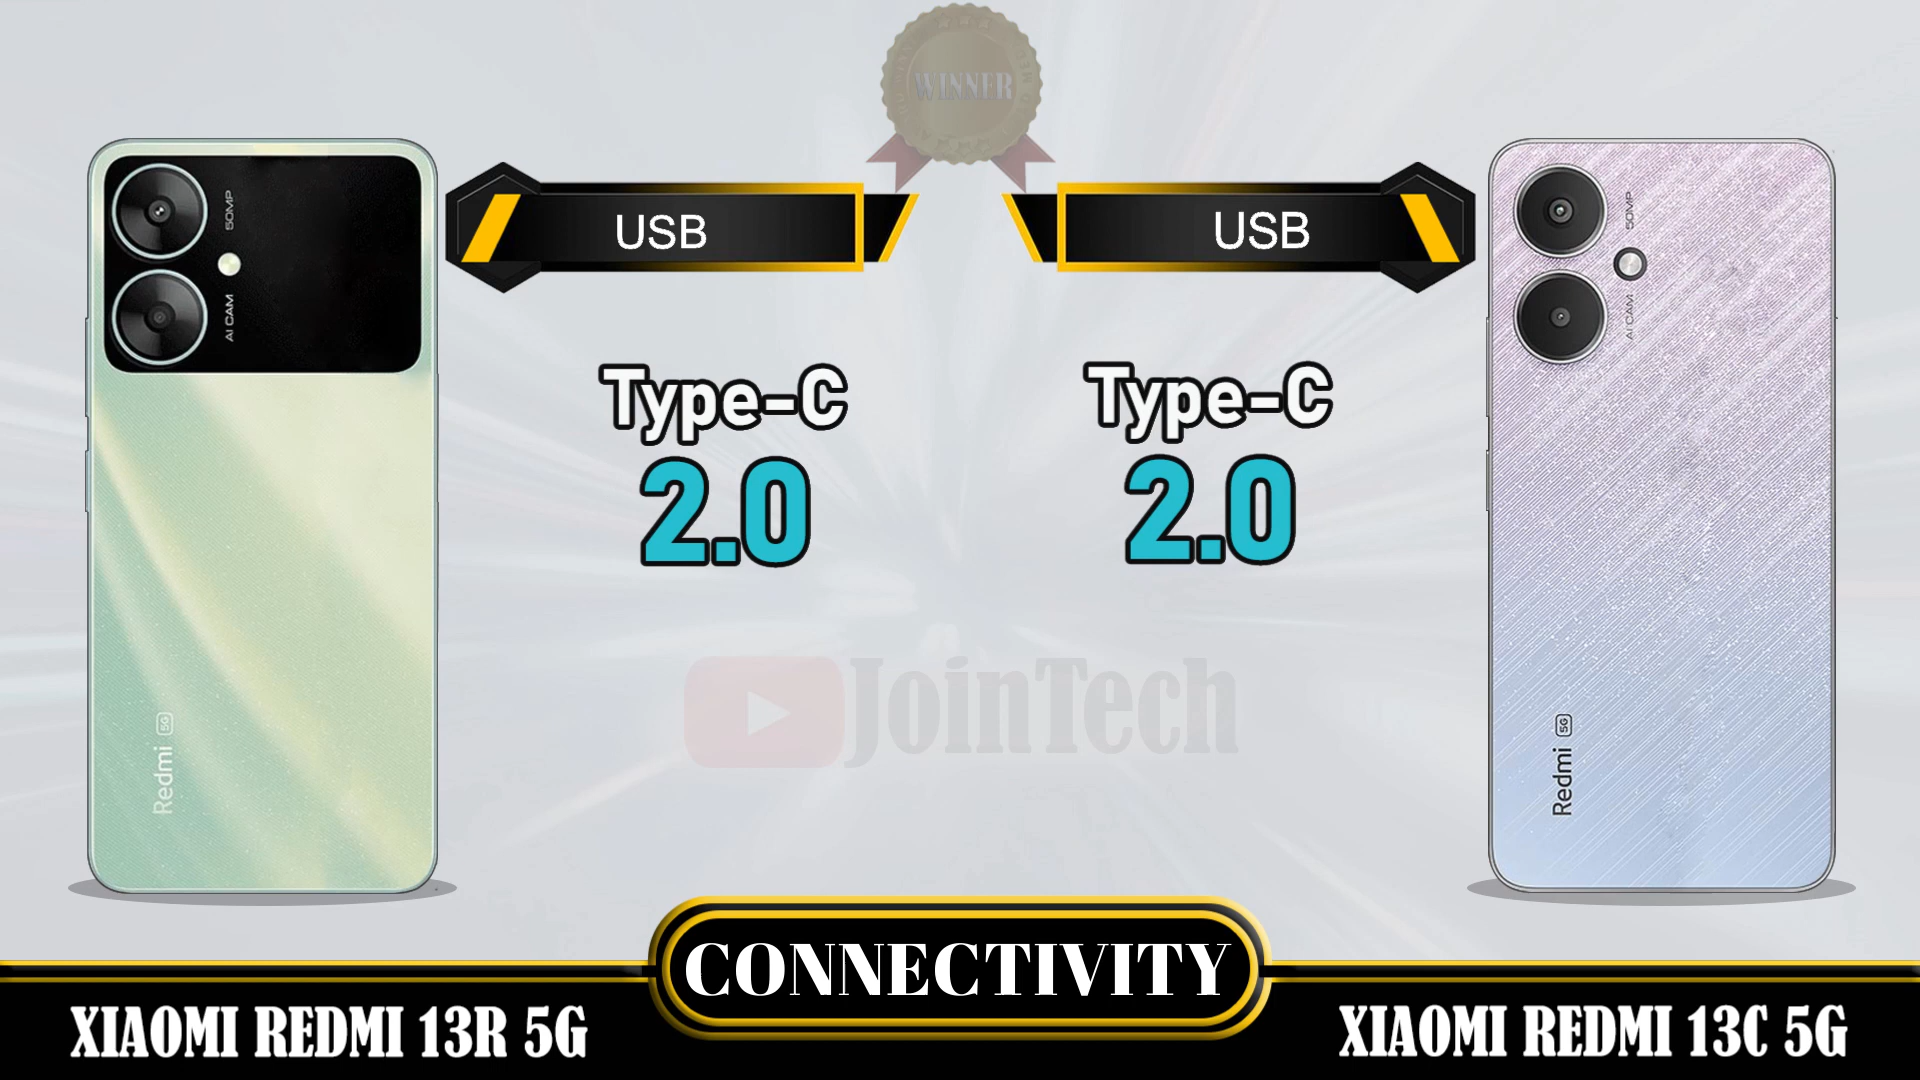 WINNER
USB
USB
Type-C
2.0
Type-C
2.0
50MP
AI CAM
Redmi 5G
50MP
AI CAM
Redmi 5G
JoinTech
CONNECTIVITY
XIAOMI REDMI 13R 5G
XIAOMI REDMI 13C 5G